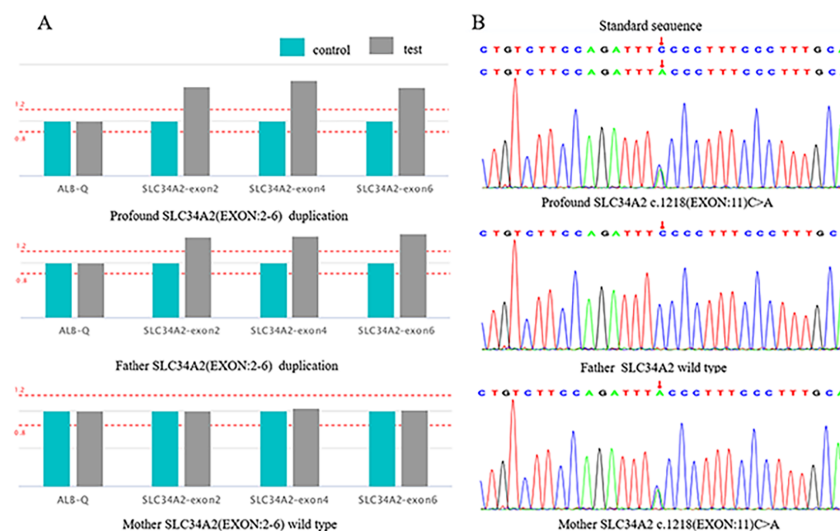 A
control test
1.2
0.8
ALB-Q SLC34A2-exon2 SLC34A2-exon4 SLC34A2-exon6
Profound SLC34A2(EXON:2-6) duplication
1.2
0.8
ALB-Q SLC34A2-exon2 SLC34A2-exon4 SLC34A2-exon6
Father SLC34A2(EXON:2-6) duplication
1.2
0.8
ALB-Q SLC34A2-exon2 SLC34A2-exon4 SLC34A2-exon6
Mother SLC34A2(EXON:2-6) wild type
B
Standard sequence
C T G T C T T C C A G A T T T C C C C T T T C C C T T T G C A
C T G T C T T C C A G A T T T A C C C T T T C C C T T T G C
Profound SLC34A2 c.1218(EXON:11)C>A
C T G T C T T C C A G A T T T C C C C T T T C C C T T T G C
Father SLC34A2 wild type
C T G T C T T C C A G A T T T A C C C T T T C C C T T T G C A
Mother SLC34A2 c.1218(EXON:11)C>A